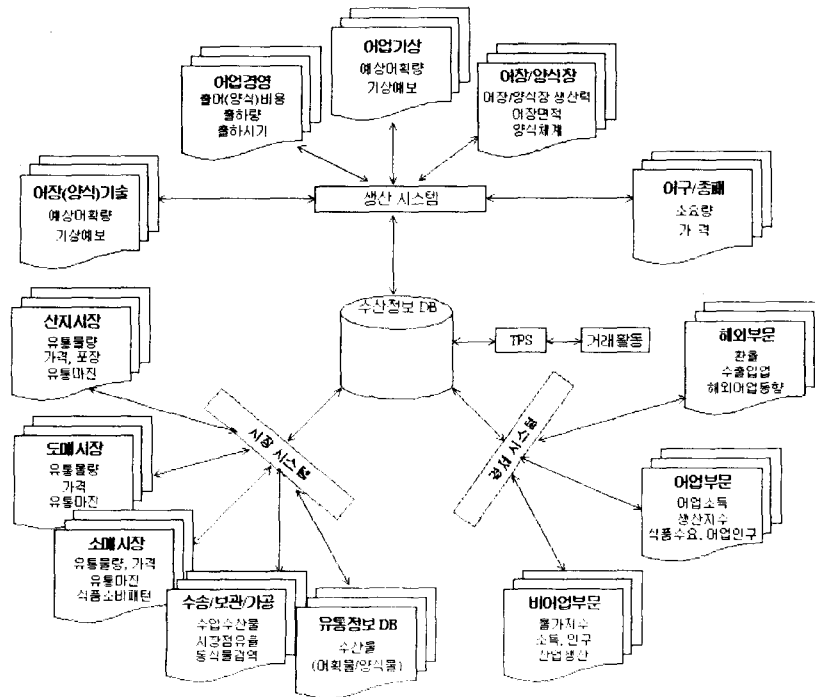 어업기상
예상어획량
기상예보
어업경영
출어(양식)비용
출하량
출하시기
어장/양식장
어장/양식장 생산력
어장면적
양식체계
어장(양식)기술
예상어획량
기상예보
생산 시스템
어구/종패
소요량
가 격
수산정보 DB
TPS
거래활동
산지시장
유통물량
가격, 포장
유통마진
해외부문
환율
수출입업
해외어업동향
시장 시스템
시스템
도매시장
유통물량
가격
유통마진
어업부문
어업소득
생산지수
식품수요, 어업인구
소매시장
유통물량, 가격
유통마진
식품소비패턴
수송/보관/가공
수입수산물
시장점유율
동식물검역
유통정보 DB
수산물
(어획물/양식물)
비어업부문
물가지수
소득, 인구
산업생산